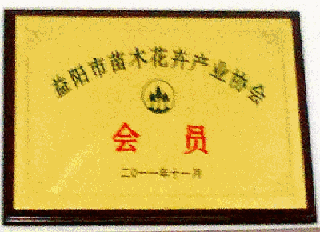 益阳市苗木花卉产业协会
会员
二〇一一年十一月